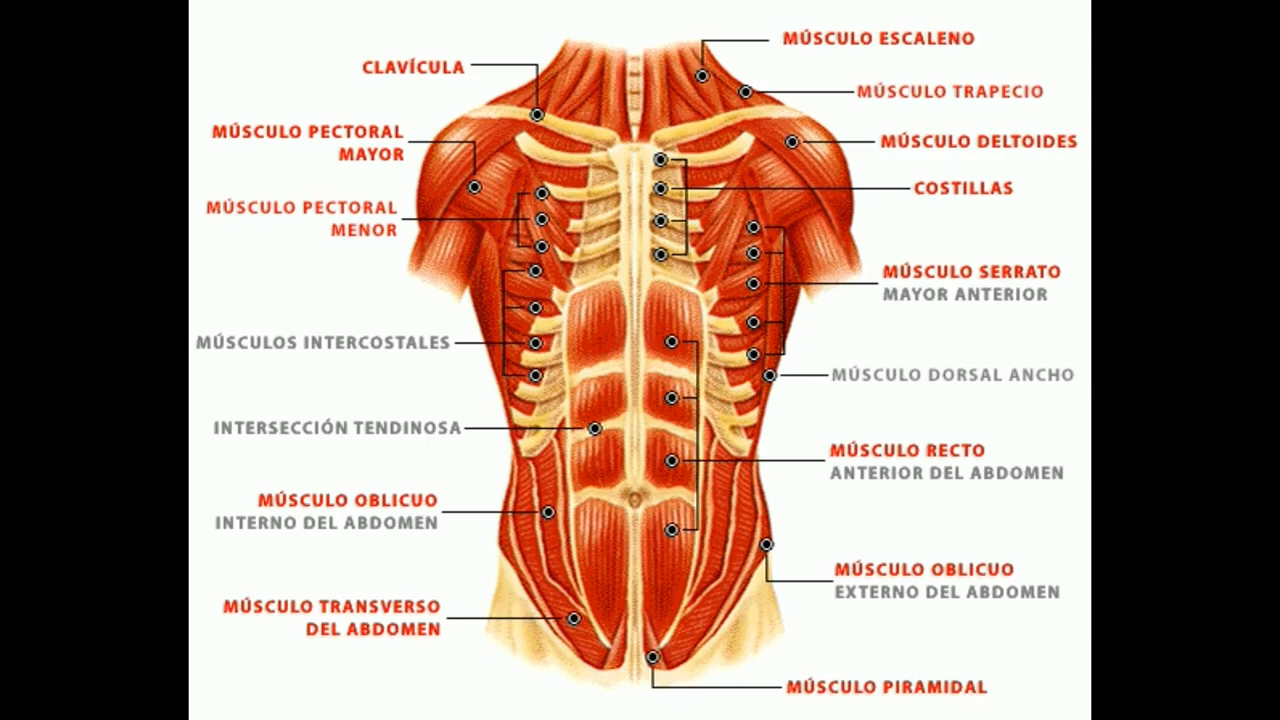 CLAVÍCULA
MÚSCULO PECTORAL
MAYOR
MÚSCULO PECTORAL
MENOR
MÚSCULOS INTERCOSTALES
INTERSECCIÓN TENDINOSA
MÚSCULO OBLICUO
INTERNO DEL ABDOMEN
MÚSCULO TRANSVERSO
DEL ABDOMEN
MÚSCULO ESCALENO
MÚSCULO TRAPECIO
MÚSCULO DELTOIDES
COSTILLAS
MÚSCULO SERRATO
MAYOR ANTERIOR
MÚSCULO DORSAL ANCHO
MÚSCULO RECTO
ANTERIOR DEL ABDOMEN
MÚSCULO OBLICUO
EXTERNO DEL ABDOMEN
MÚSCULO PIRAMIDAL